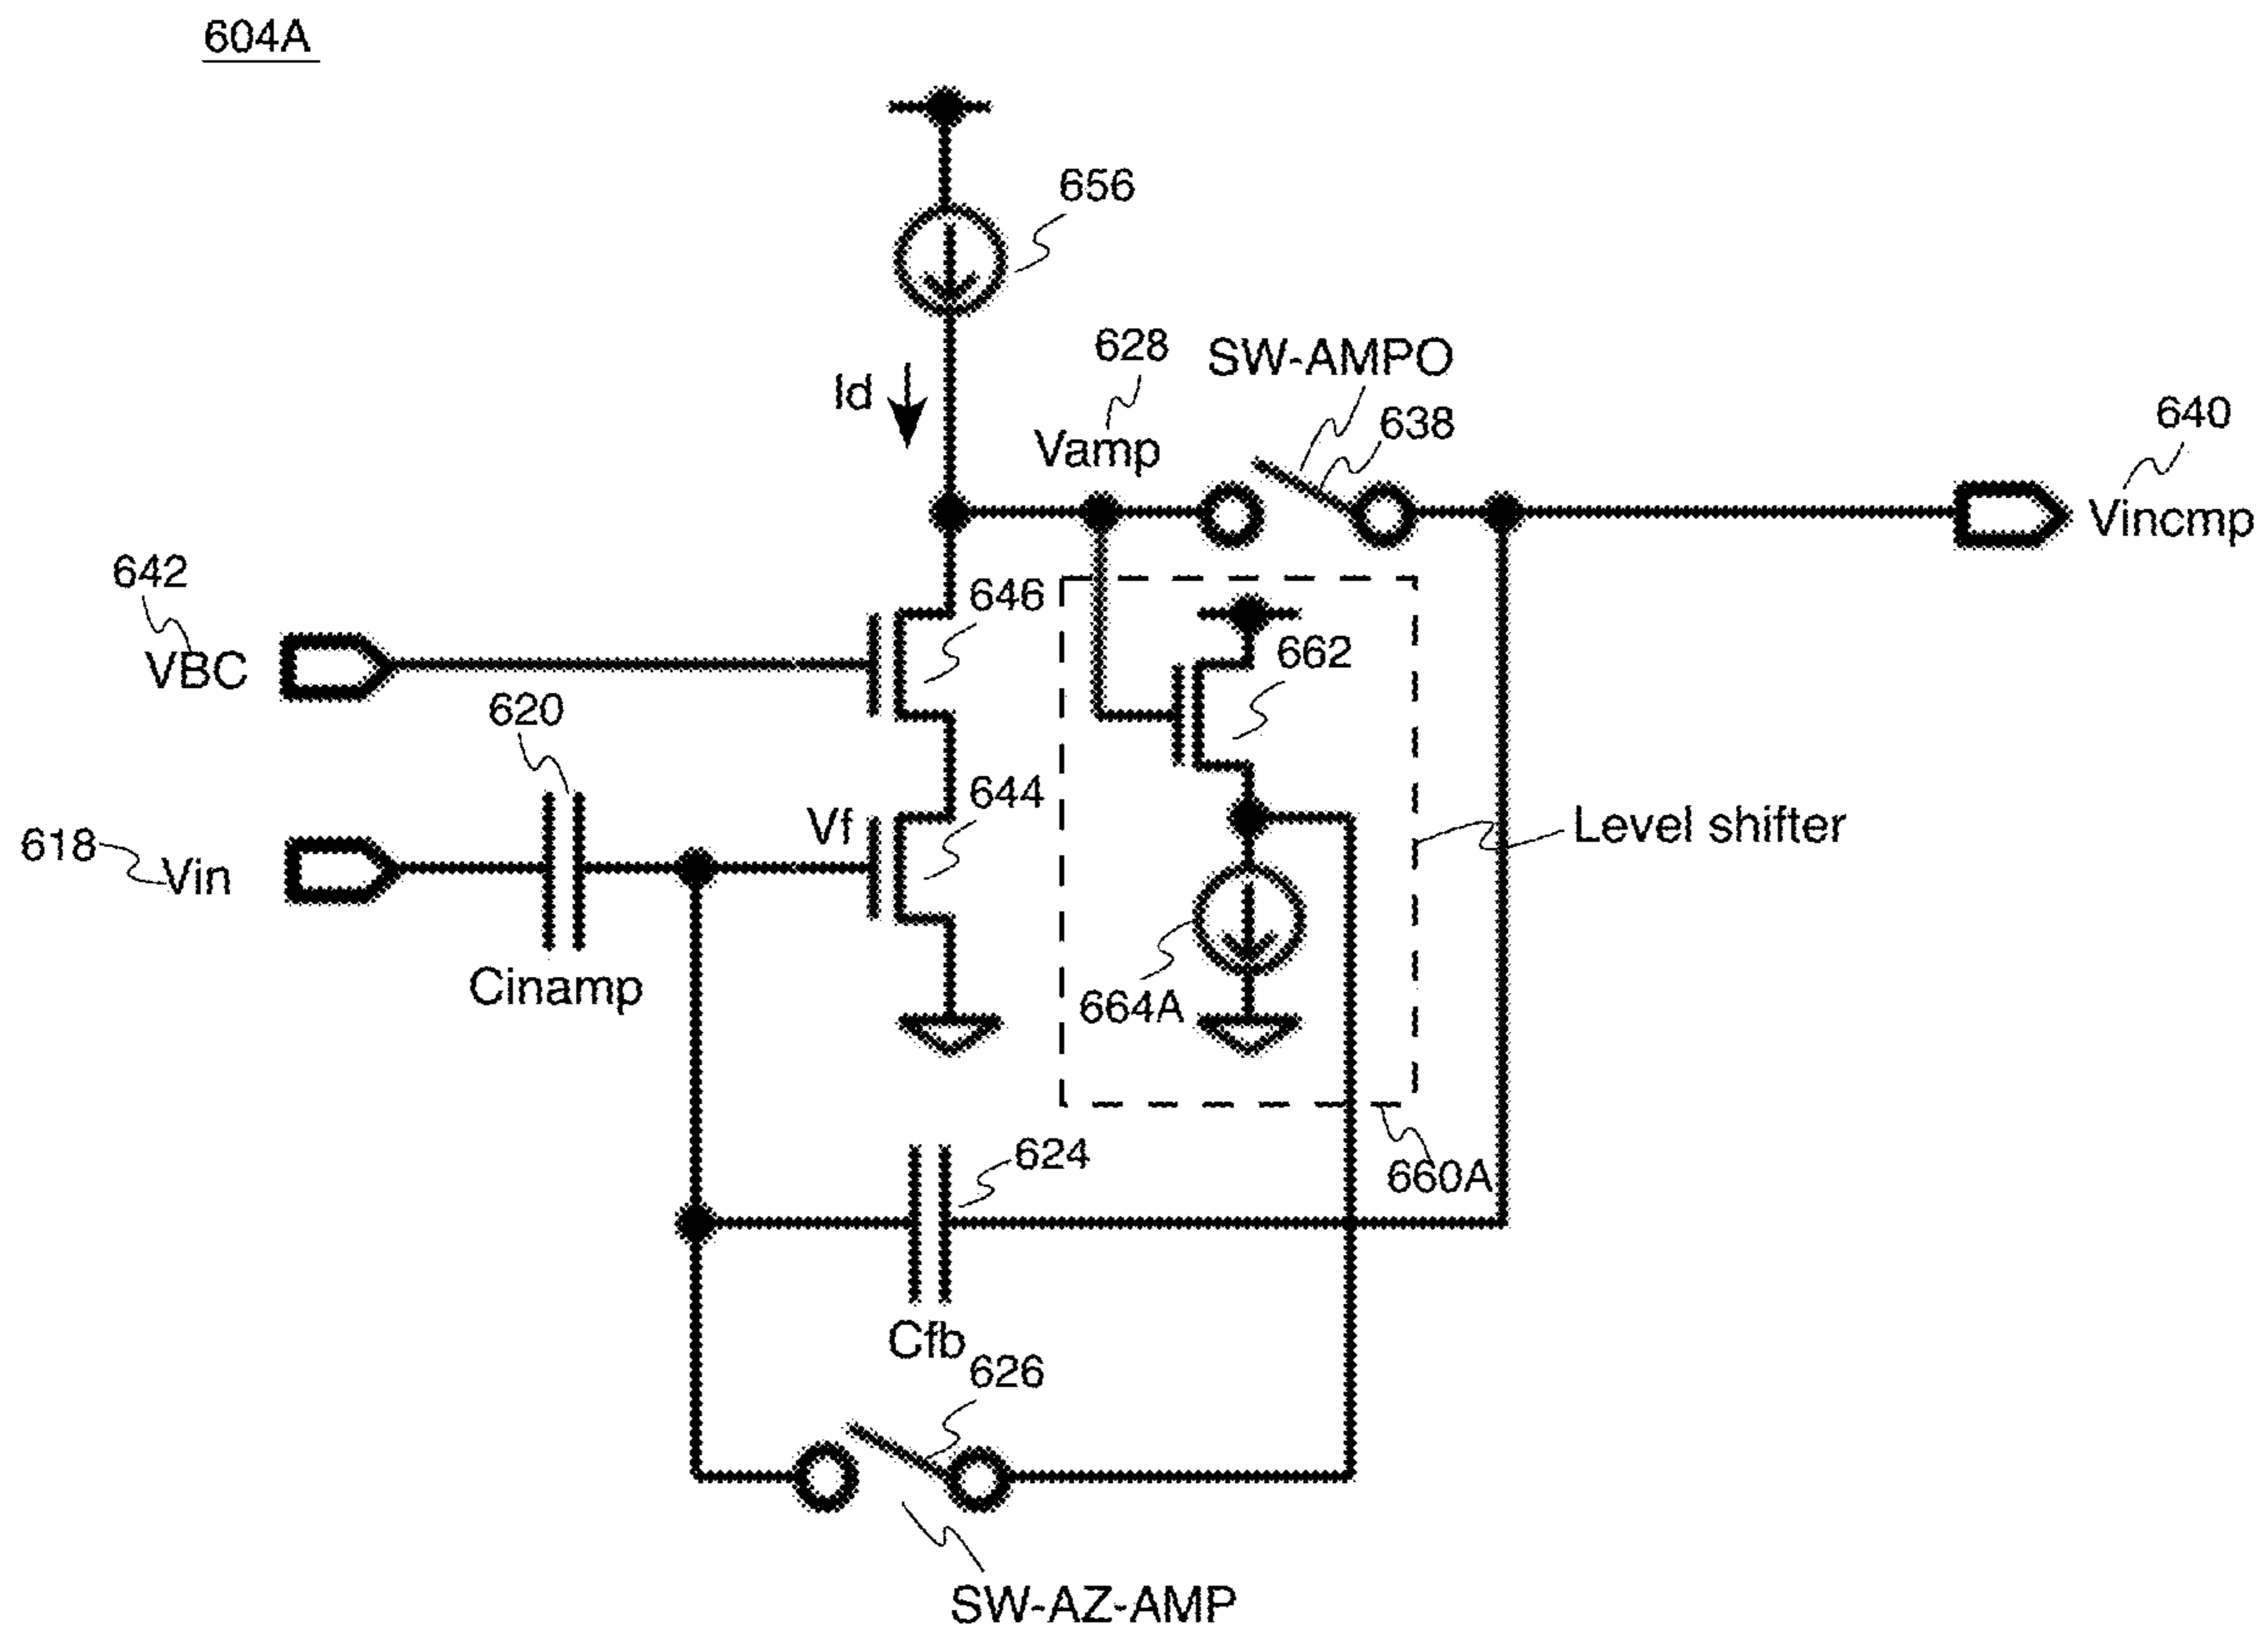 604A
656
628
SW-AMPO
Id
638
640
Vamp
Vincmp
642
646
VBC
662
620
644
Vf
Level shifter
618
Vin
Cinamp
664A
624
660A
Cfb
626
SW-AZ-AMP